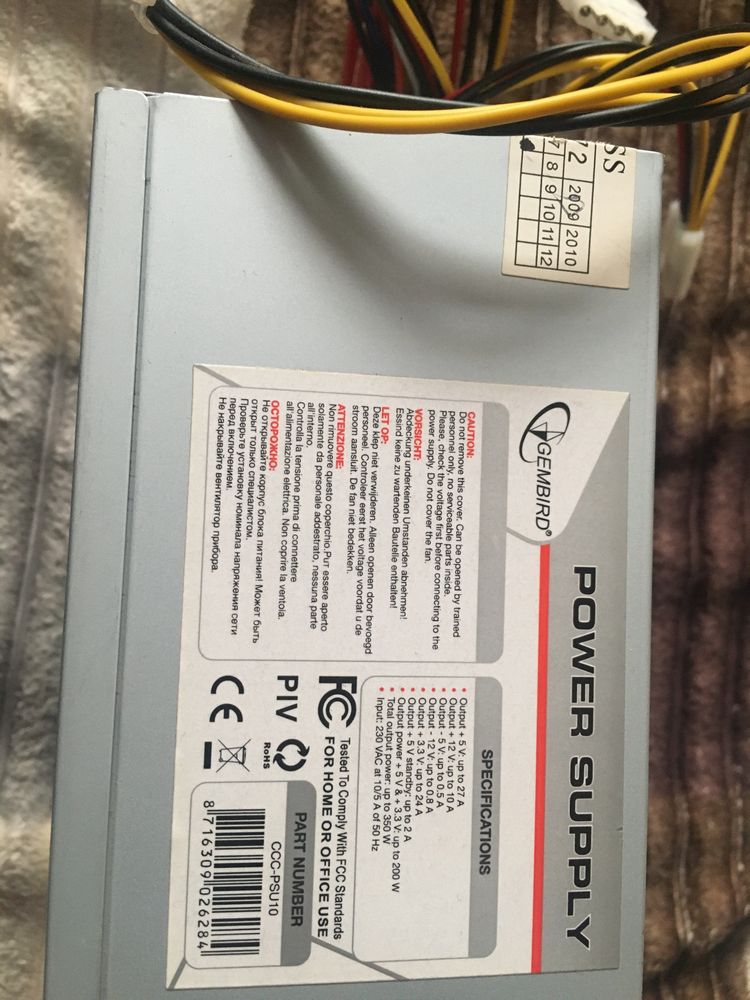 SS
2 2009 2010
7 8 9 10 11 12
GEMBIRD®
POWER SUPPLY
CAUTION:
Do not remove this cover. Can be opened by trained
personnel only, no serviceable parts inside.
Please, check the voltage first before connecting to the
power supply. Do not cover the fan.
VORSICHT:
Abdeckung underkeinen Umstanden abnehmen!
Essind keine zu wartenden Bauteile enthalten!
LET OP:
Deze klep niet verwijderen. Alleen openen door bevoegd
personeel. Controleer eerst het voltage voordat u de
stroom aansluit. De fan niet bedekken.
ATTENZIONE:
Non rimuovere questo coperchio.Pur essere aperto
solamente da personale addestrato, nessuna parte
all'interno.
Controlla la tensione prima di connettere
all'alimentazione elettrica. Non coprire la ventola.
ОСТОРОЖНО:
Не открывайте корпус блока питания! Может быть
открыт только специалистом.
Проверьте установку номинала напряжения сети
перед включением.
Не накрывайте вентилятор прибора.
SPECIFICATIONS
• Output + 5 V: up to 27 A
• Output + 12 V: up to 10 A
• Output - 5 V: up to 0.5 A
• Output - 12 V: up to 0.8 A
• Output + 3.3 V: up to 24 A
• Output + 5 V standby: up to 2 A
• Output power + 5 V & + 3.3 V: up to 200 W
• Total output power: up to 350 W
• Input: 230 VAC at 10/5 A of 50 Hz
FC Tested To Comply With FCC Standards
FOR HOME OR OFFICE USE
PIV
RoHS
CE
PART NUMBER
CCC-PSU10
8 716309 026284